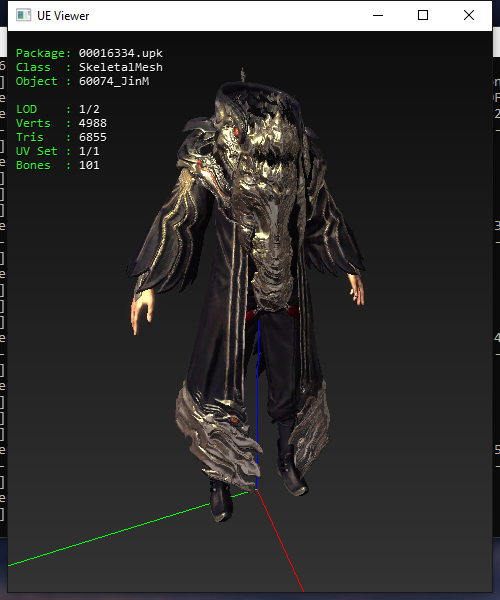 UE Viewer
Package: 00016334.upk
Class : SkeletalMesh
Object : 60074_JinM
LOD : 1/2
Verts : 4988
Tris : 6855
UV Set : 1/1
Bones : 101